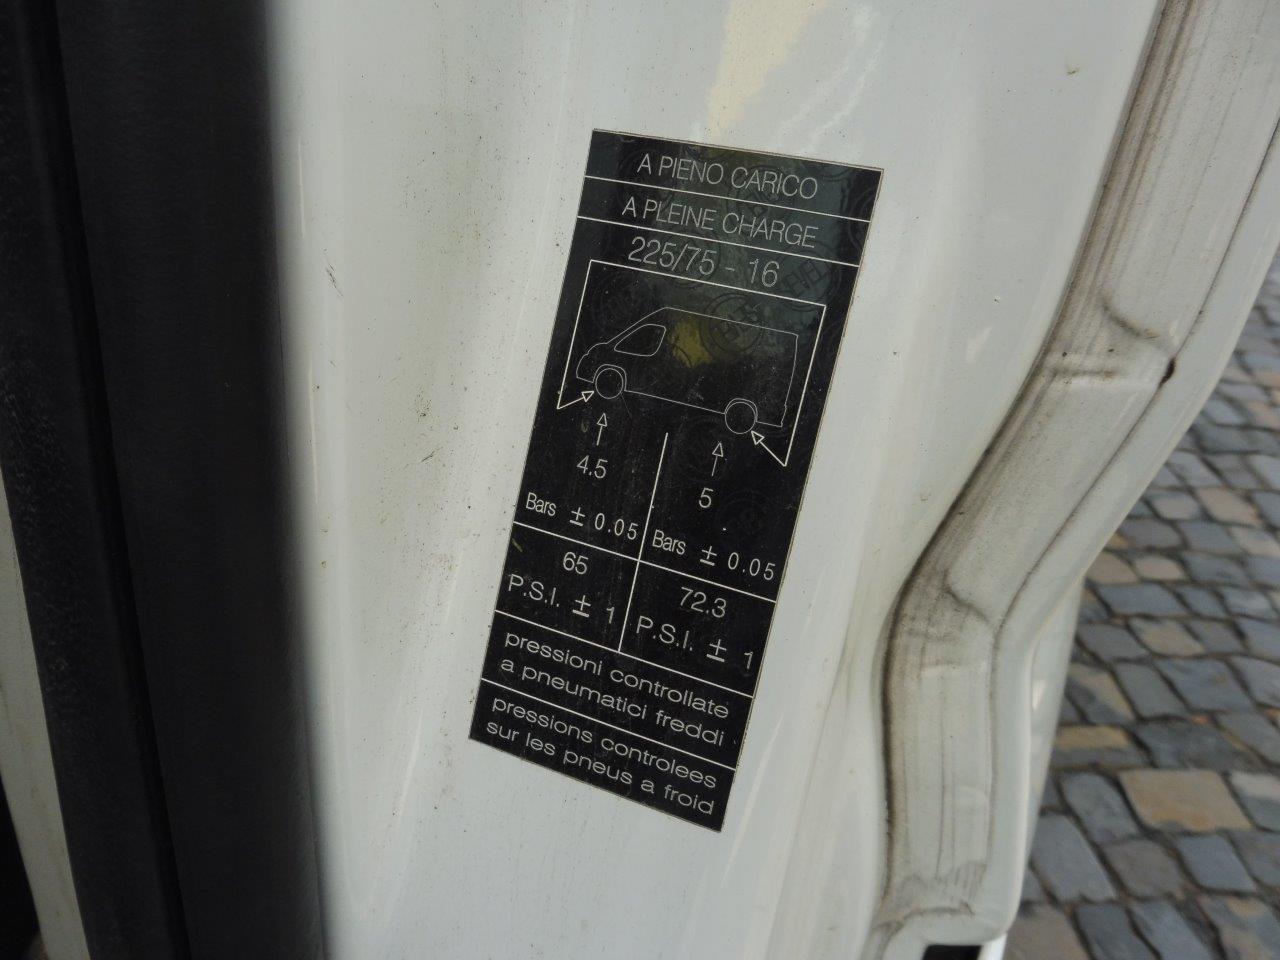 A PIENO CARICO
A PLEINE CHARGE
225/75 - 16
4.5
Bars ± 0.05
5
Bars ± 0.05
65
P.S.I. ± 1
72.3
P.S.I. ± 1
pressioni controllate
a pneumatici freddi
pressions controlees
sur les pneus a froid